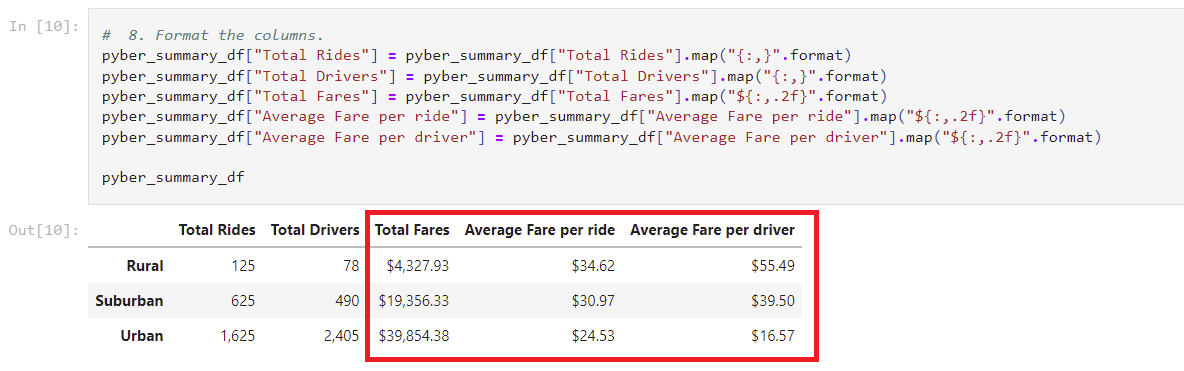 In [10]:
#  8. Format the columns.
pyber_summary_df["Total Rides"] = pyber_summary_df["Total Rides"].map("{:,}".format)
pyber_summary_df["Total Drivers"] = pyber_summary_df["Total Drivers"].map("{:,}".format)
pyber_summary_df["Total Fares"] = pyber_summary_df["Total Fares"].map("${:,.2f}".format)
pyber_summary_df["Average Fare per ride"] = pyber_summary_df["Average Fare per ride"].map("${:,.2f}".format)
pyber_summary_df["Average Fare per driver"] = pyber_summary_df["Average Fare per driver"].map("${:,.2f}".format)
pyber_summary_df
Out[10]:
Total Rides Total Drivers Total Fares Average Fare per ride Average Fare per driver
Rural 125 78 $4,327.93 $34.62 $55.49
Suburban 625 490 $19,356.33 $30.97 $39.50
Urban 1,625 2,405 $39,854.38 $24.53 $16.57